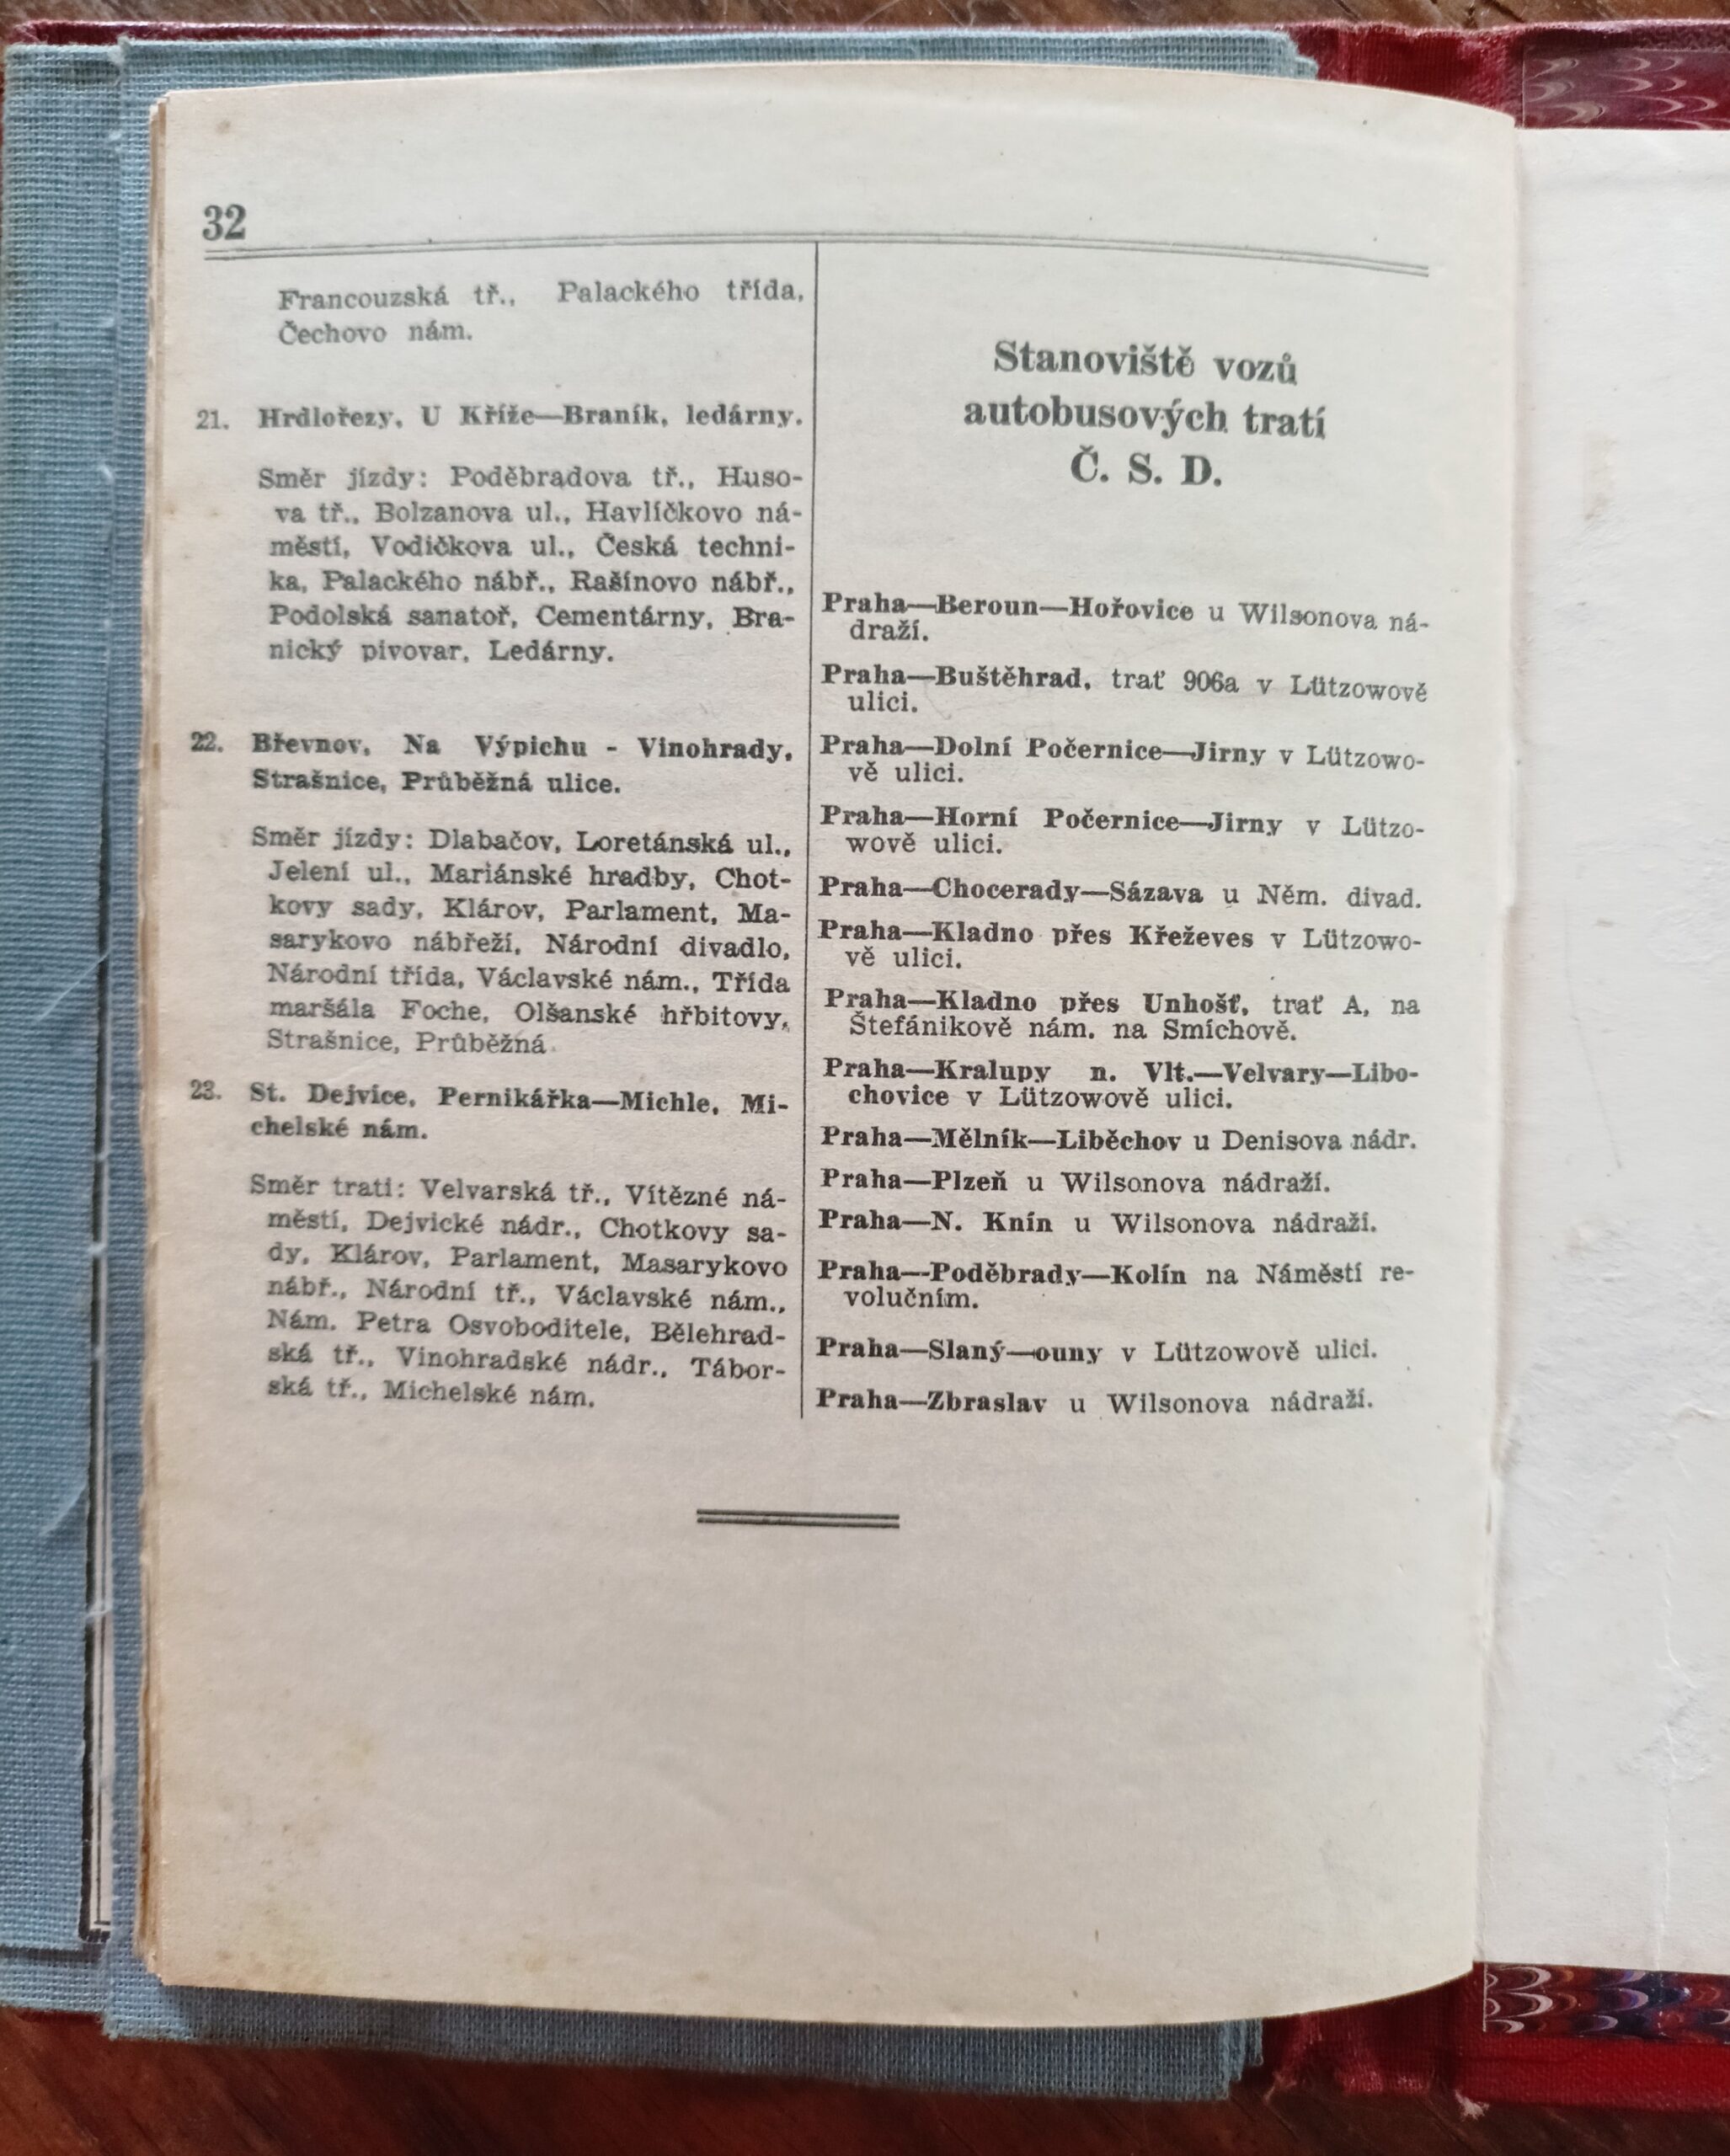 32
Francouzská tř., Palackého třída,
Čechovo nám.
21. Hrdlořezy, U Kříže—Braník, ledárny.
Směr jízdy: Poděbradova tř., Huso-
va tř., Bolzanova ul., Havlíčkovo ná-
městí, Vodičkova ul., Česká techni-
ka, Palackého nábř., Rašínovo nábř.,
Podolská sanatoř, Cementárny, Bra-
nický pivovar, Ledárny.
22. Břevnov, Na Výpichu - Vinohrady,
Strašnice, Průběžná ulice.
Směr jízdy: Dlabačov, Loretánská ul.,
Jelení ul., Mariánské hradby, Chot-
kovy sady, Klárov, Parlament, Ma-
sarykovo nábřeží, Národní divadlo,
Národní třída, Václavské nám., Třída
maršála Foche, Olšanské hřbitovy,
Strašnice, Průběžná.
23. St. Dejvice, Pernikářka—Michle, Mi-
chelské nám.
Směr trati: Velvarská tř., Vítězné ná-
městí, Dejvické nádr., Chotkovy sa-
dy, Klárov, Parlament, Masarykovo
nábř., Národní tř., Václavské nám.,
Nám. Petra Osvoboditele, Bělehrad-
ská tř., Vinohradské nádr., Tábor-
ská tř., Michelské nám.
Stanoviště vozů
autobusových tratí
Č. S. D.
Praha—Beroun—Hořovice u Wilsonova ná-
draží.
Praha—Buštěhrad, trať 906a v Lützowově
ulici.
Praha—Dolní Počernice—Jirny v Lützowo-
vě ulici.
Praha—Horní Počernice—Jirny v Lützo-
wově ulici.
Praha—Chocerady—Sázava u Něm. divad.
Praha—Kladno přes Křeževes v Lützowo-
vě ulici.
Praha—Kladno přes Unhošť, trať A, na
Štefánikově nám. na Smíchově.
Praha—Kralupy n. Vlt.—Velvary—Libo-
chovice v Lützowově ulici.
Praha—Mělník—Liběchov u Denisova nádr.
Praha—Plzeň u Wilsonova nádraží.
Praha—N. Knín u Wilsonova nádraží.
Praha—Poděbrady—Kolín na Náměstí re-
volučním.
Praha—Slaný—ouny v Lützowově ulici.
Praha—Zbraslav u Wilsonova nádraží.